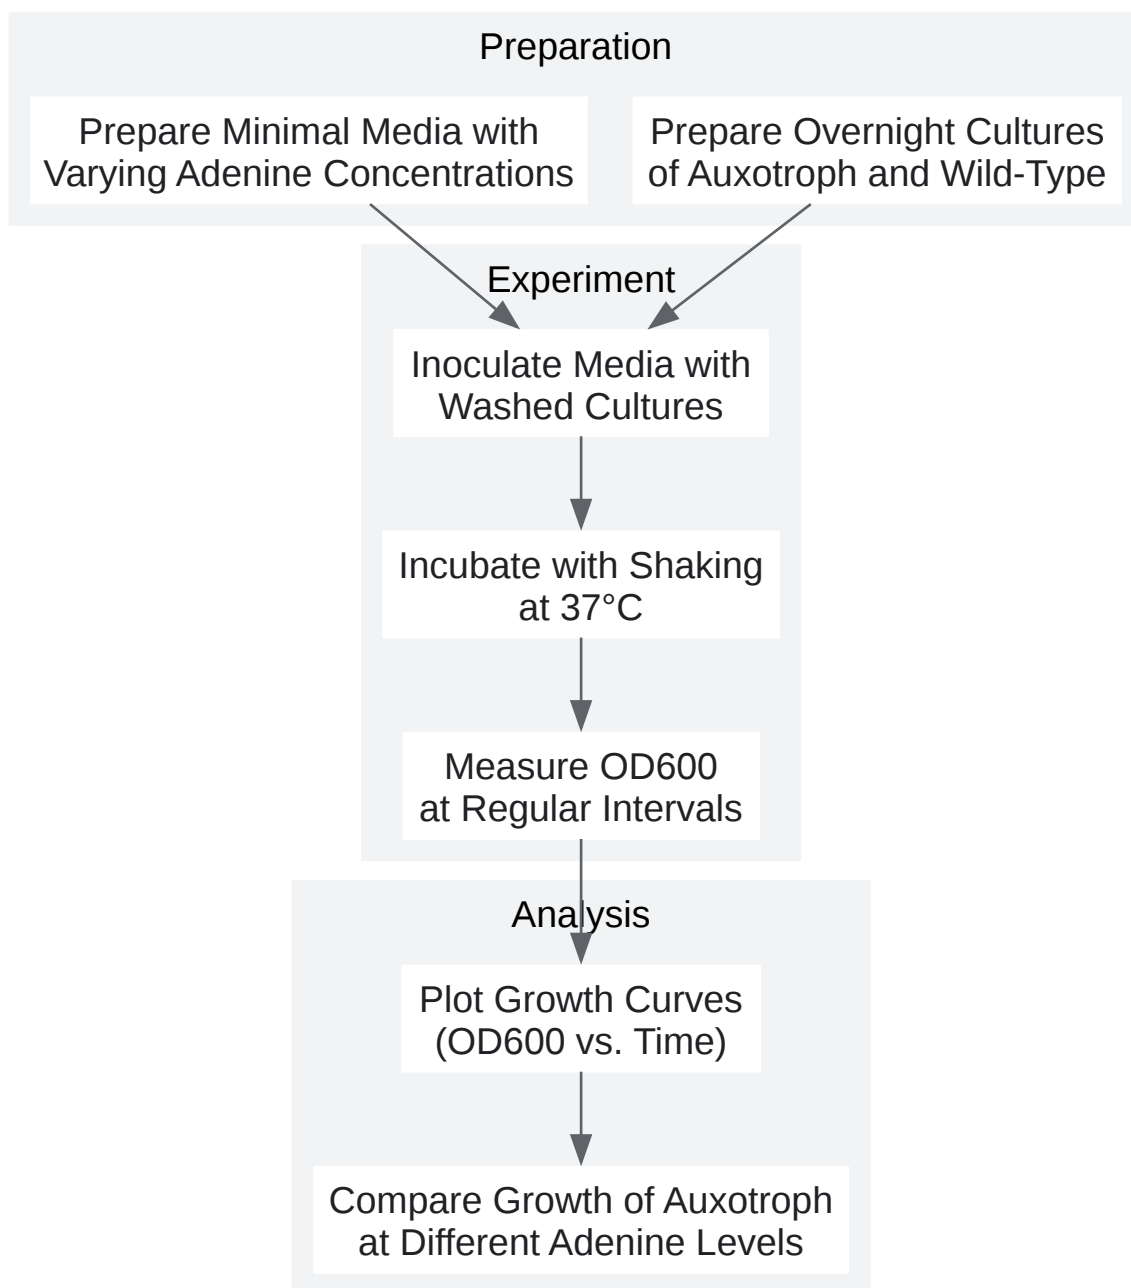 Preparation
Prepare Minimal Media with
Varying Adenine Concentrations
Prepare Overnight Cultures
of Auxotroph and Wild-Type
Experiment
Inoculate Media with
Washed Cultures
Incubate with Shaking
at 37°C
Measure OD600
at Regular Intervals
Analysis
Plot Growth Curves
(OD600 vs. Time)
Compare Growth of Auxotroph
at Different Adenine Levels